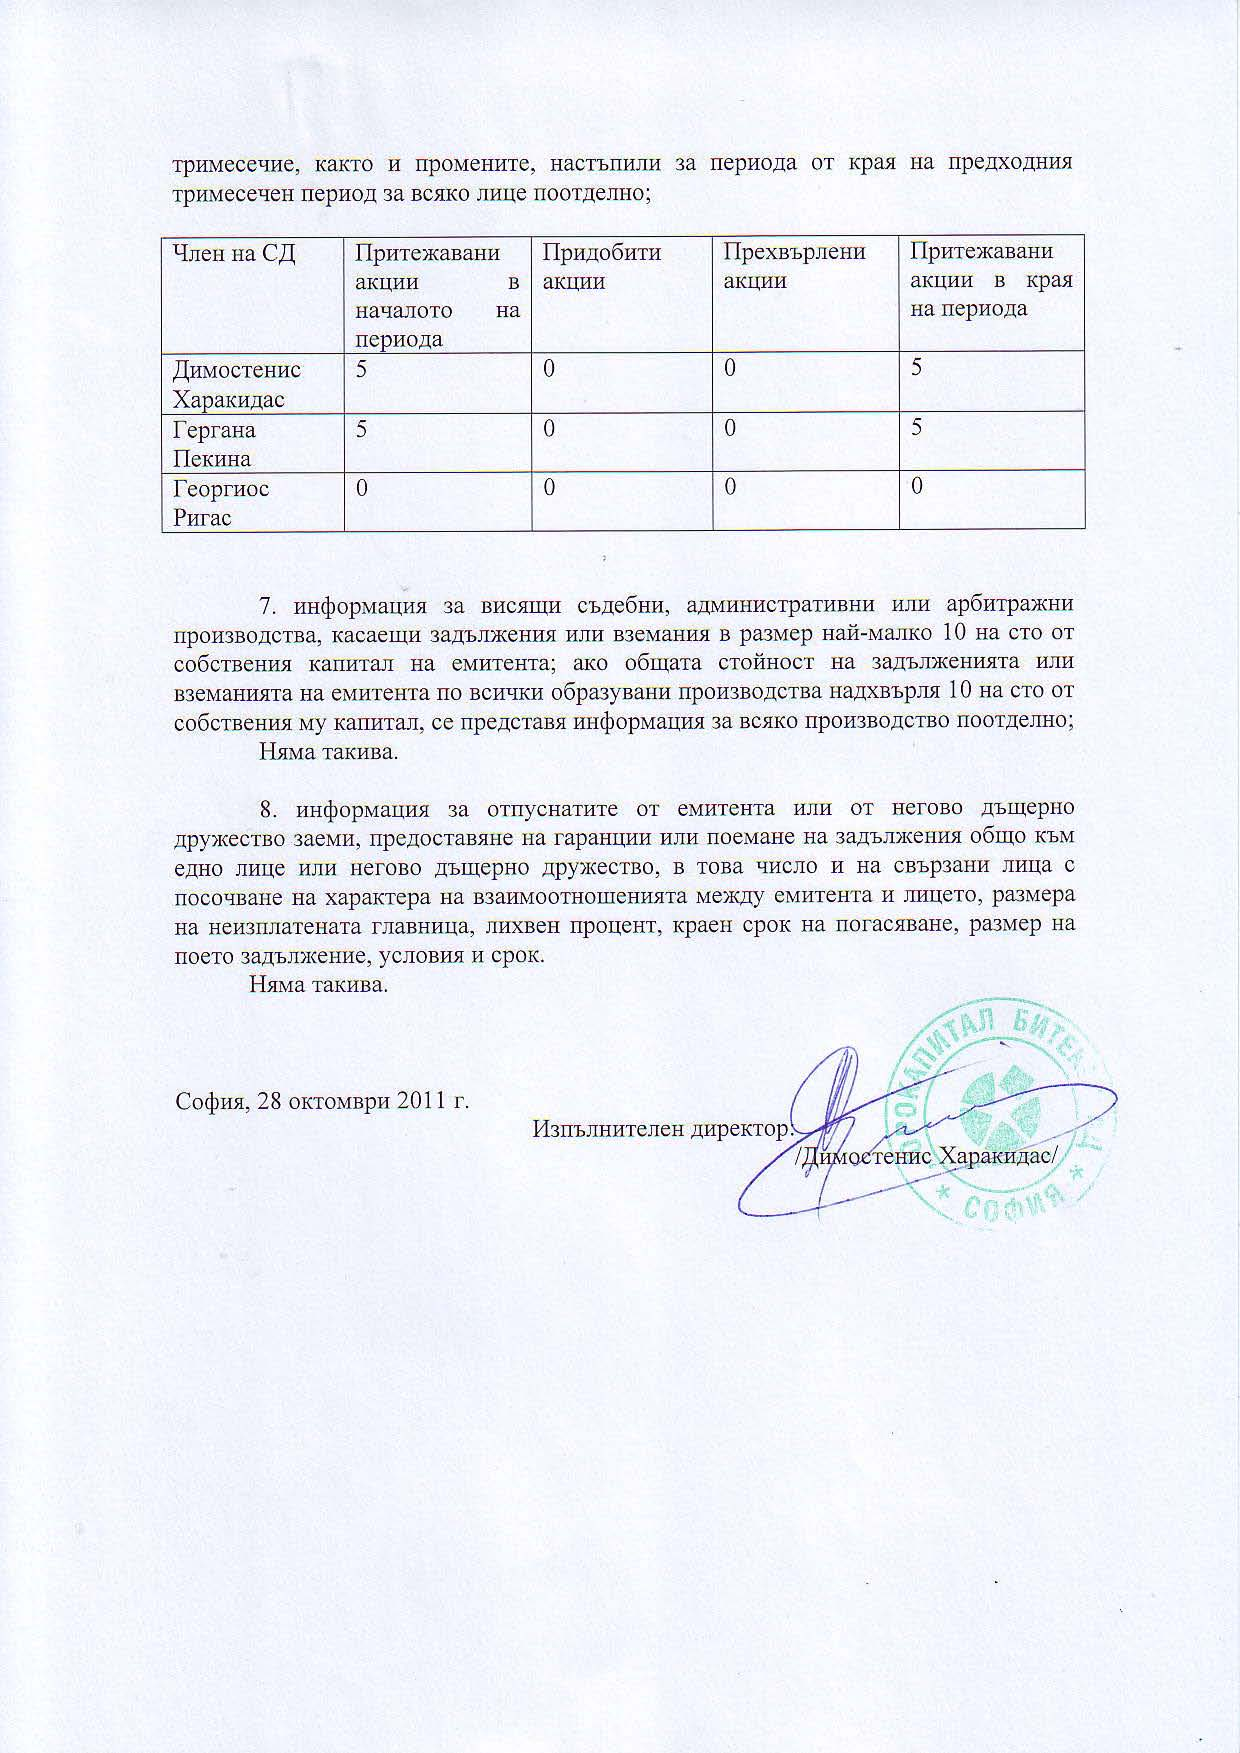 тримесечие, както и промените, настъпили за периода от края на предходния
тримесечен период за всяко лице поотделно;
Член на СД
Притежавани
акции в
началото на
периода
Придобити
акции
Прехвърлени
акции
Притежавани
акции в края
на периода
Димостенис
Харакидас
5
0
0
5
Гергана
Пекина
5
0
0
5
Георгиос
Ригас
0
0
0
0
7. информация за висящи съдебни, административни или арбитражни
производства, касаещи задължения или вземания в размер най-малко 10 на сто от
собствения капитал на емитента; ако общата стойност на задълженията или
вземанията на емитента по всички образувани производства надхвърля 10 на сто от
собствения му капитал, се представя информация за всяко производство поотделно;
Няма такива.
8. информация за отпуснатите от емитента или от негово дъщерно
дружество заеми, предоставяне на гаранции или поемане на задължения общо към
едно лице или негово дъщерно дружество, в това число и на свързани лица с
посочване на характера на взаимоотношенията между емитента и лицето, размера
на неизплатената главница, лихвен процент, краен срок на погасяване, размер на
поето задължение, условия и срок.
Няма такива.
София, 28 октомври 2011 г.
Изпълнителен директор:
/Димостенис Харакидас/
* СОФИЯ *